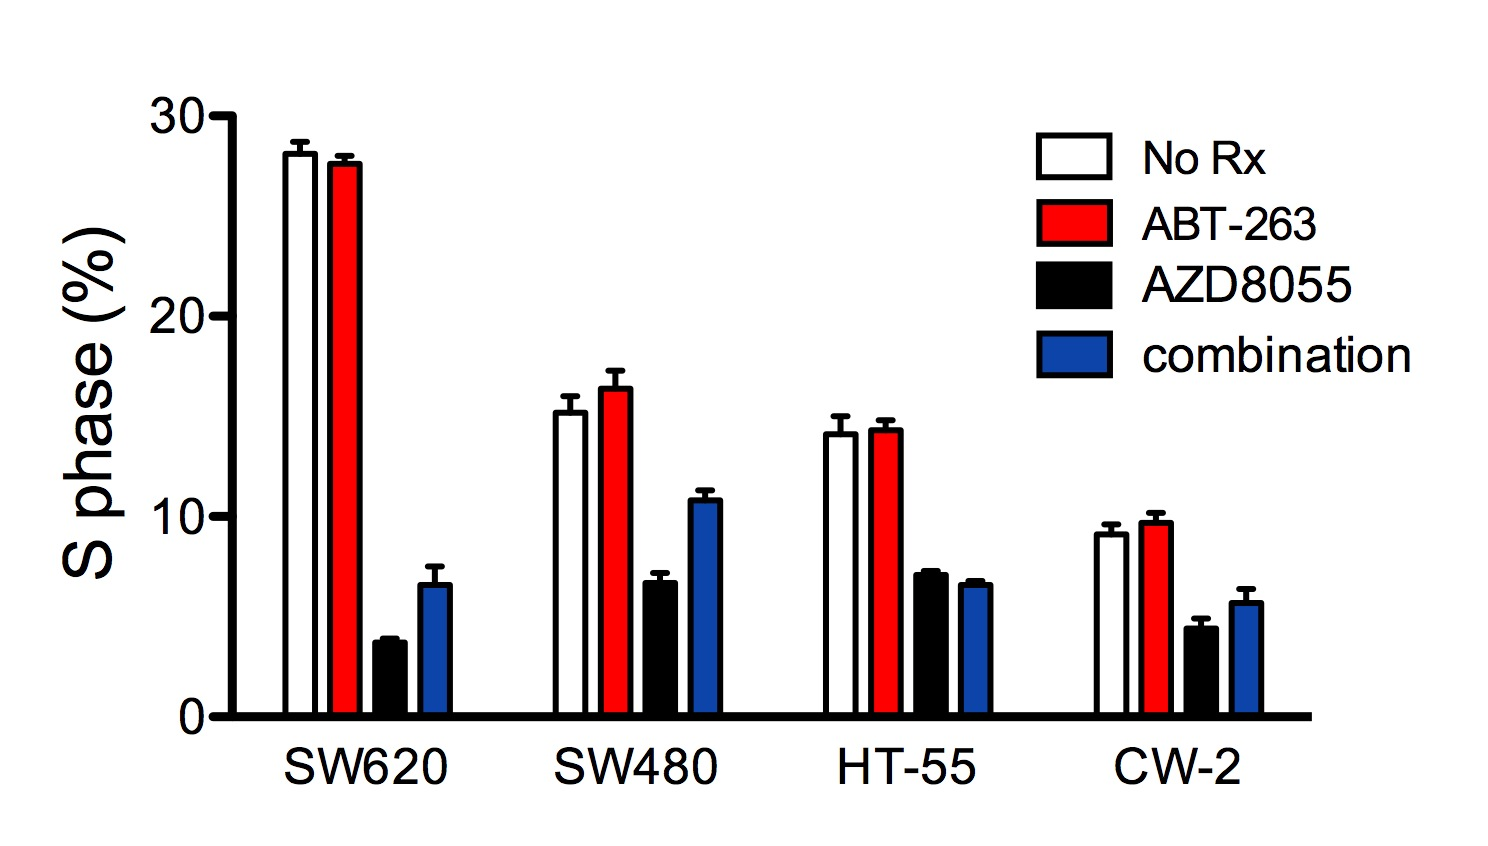 30
20
10
0
S phase (%)
No Rx
ABT-263
AZD8055
combination
SW620
SW480
HT-55
CW-2